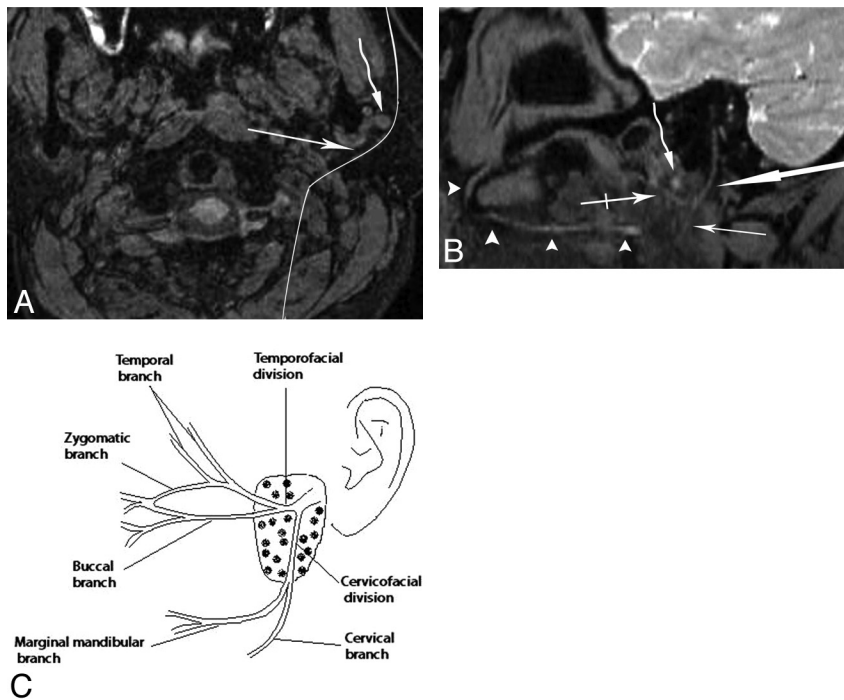 A
B
Temporal
branch
Temporofacial
division
Zygomatic
branch
Buccal
branch
Cervicofacial
division
Marginal mandibular
branch
Cervical
branch
C